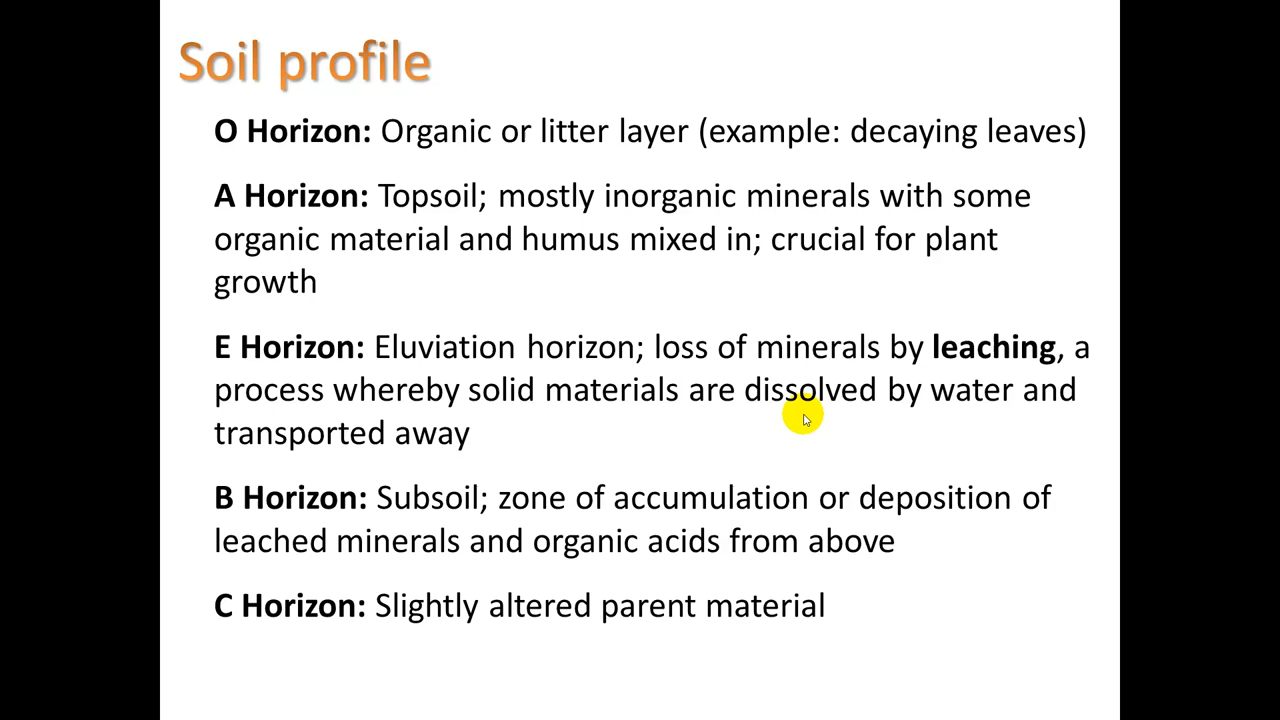 Soil profile
O Horizon: Organic or litter layer (example: decaying leaves)
A Horizon: Topsoil; mostly inorganic minerals with some
organic material and humus mixed in; crucial for plant
growth
E Horizon: Eluviation horizon; loss of minerals by leaching, a
process whereby solid materials are dissolved by water and
transported away
B Horizon: Subsoil; zone of accumulation or deposition of
leached minerals and organic acids from above
C Horizon: Slightly altered parent material